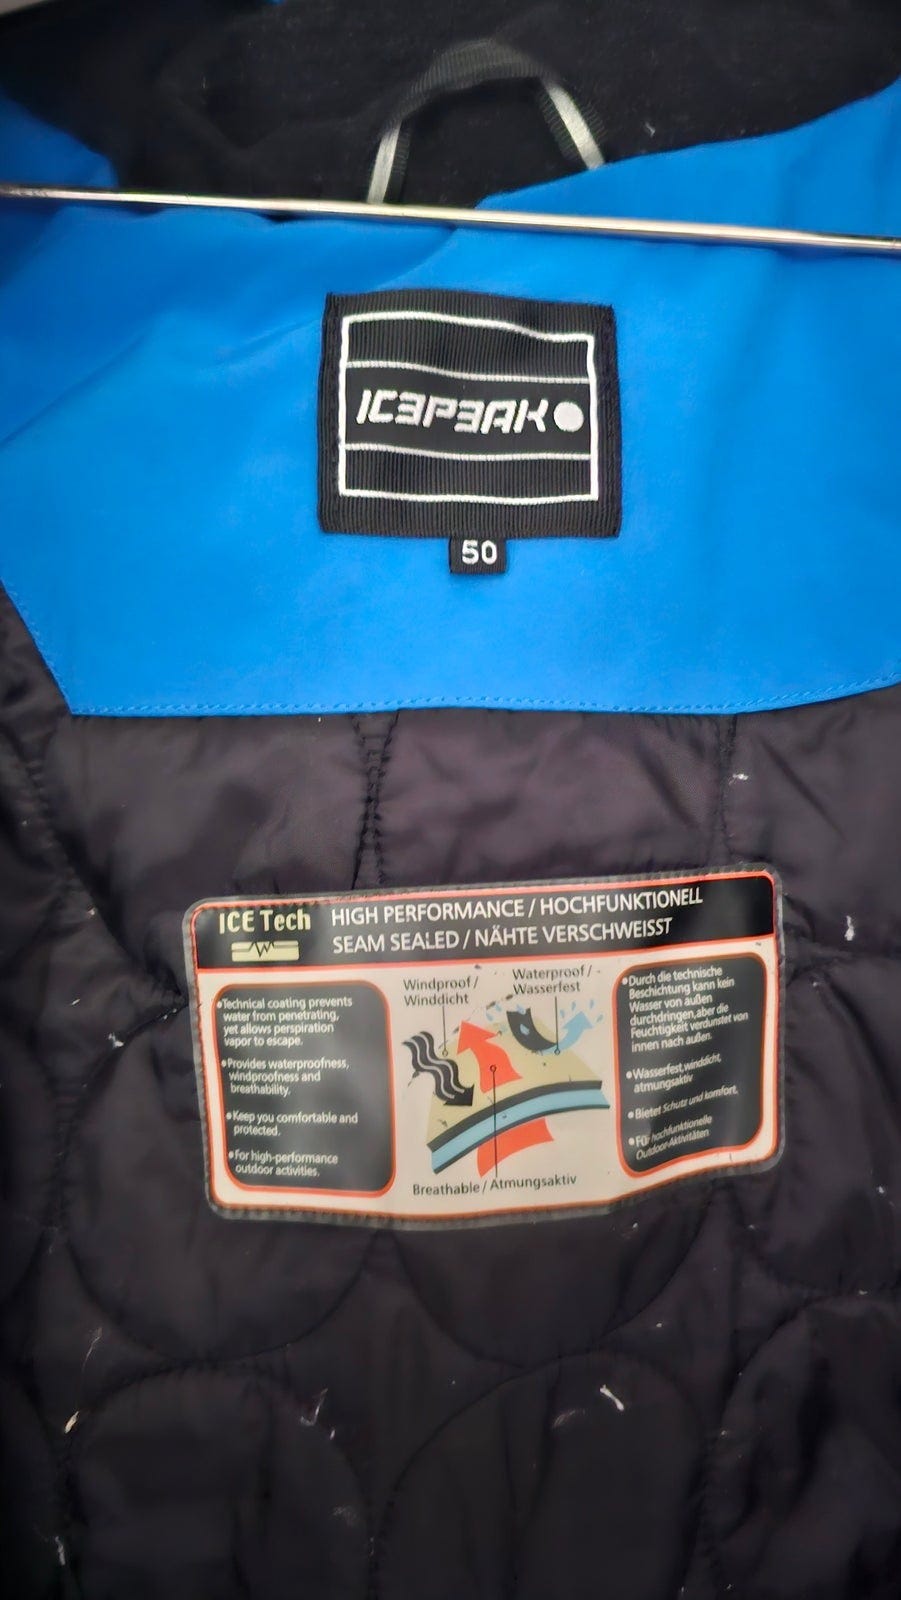 ICEPEAK
50
ICE Tech
HIGH PERFORMANCE / HOCHFUNKTIONELL
SEAM SEALED / NÄHTE VERSCHWEISST
•Technical coating prevents
water from penetrating,
yet allows perspiration
vapor to escape.
•Provides waterproofness,
windproofness and
breathability.
•Keep you comfortable and
protected.
•For high-performance
outdoor activities.
Windproof /
Winddicht
Waterproof /
Wasserfest
Breathable / Atmungsaktiv
•Durch die technische
Beschichtung kann kein
Wasser von außen
durchdringen,aber die
Feuchtigkeit verdunstet von
innen nach außen.
•Wasserfest,winddicht,
atmungsaktiv
•Bietet Schutz und komfort.
•Für hochfunktionelle
Outdoor-Aktivitäten